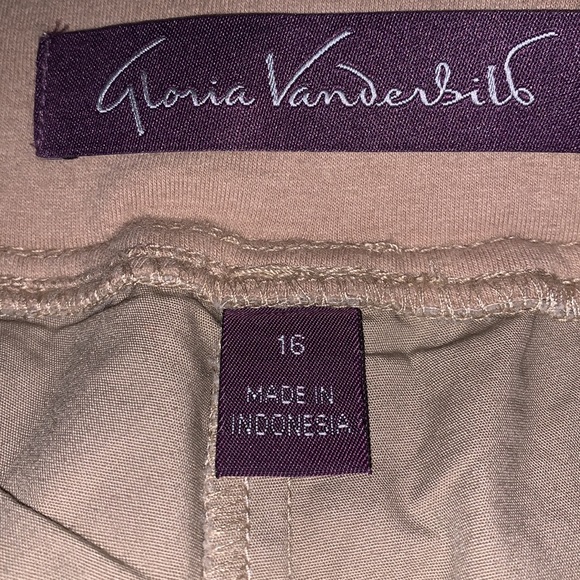 Gloria Vanderbilt
16
MADE IN
INDONESIA